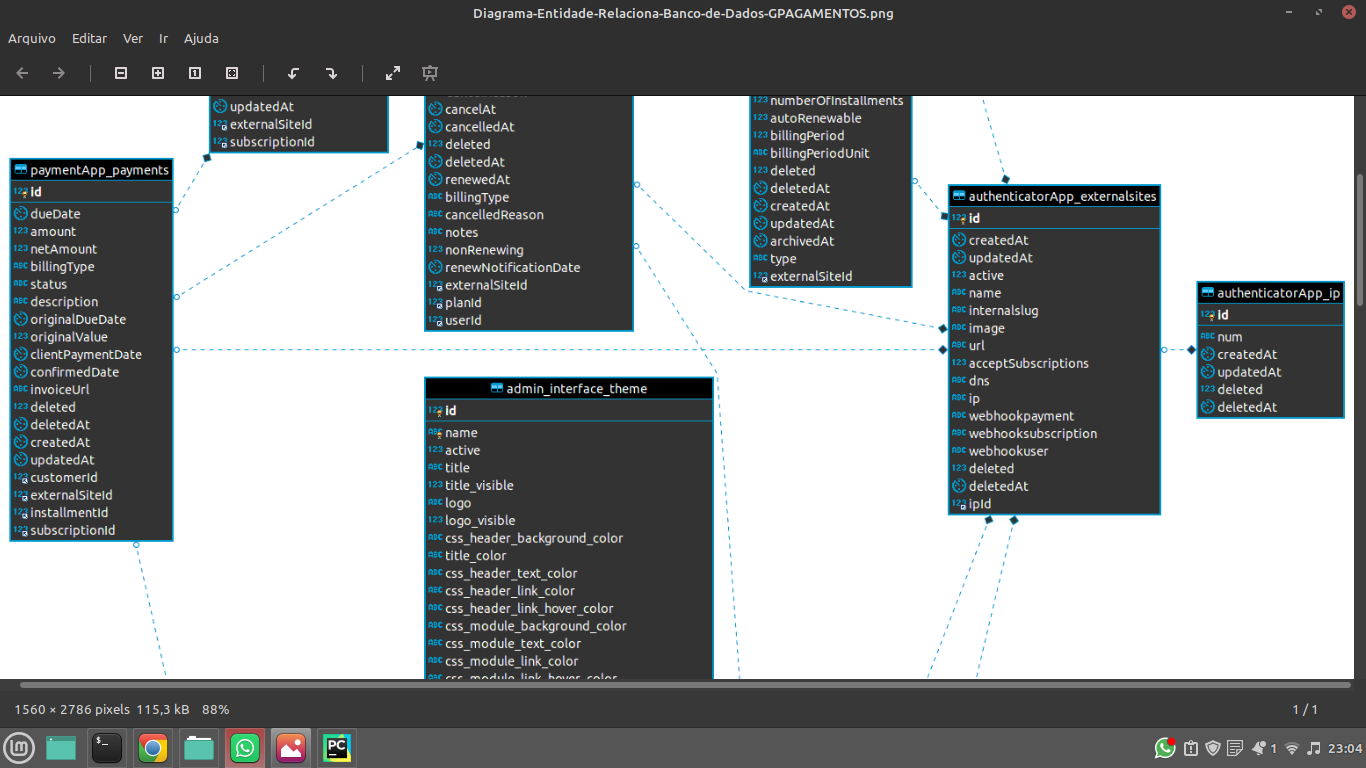 Diagrama-Entidade-Relaciona-Banco-de-Dados-GPAGAMENTOS.png
Arquivo Editar Ver Ir Ajuda
updatedAt
externalSiteId
subscriptionId
paymentApp_payments
id
dueDate
amount
netAmount
billingType
status
description
originalDueDate
originalValue
clientPaymentDate
confirmedDate
invoiceUrl
deleted
deletedAt
createdAt
updatedAt
customerId
externalSiteId
installmentId
subscriptionId
cancelAt
cancelledAt
deleted
deletedAt
renewedAt
billingType
cancelledReason
notes
nonRenewing
renewNotificationDate
externalSiteId
planId
userId
admin_interface_theme
id
name
active
title
title_visible
logo
logo_visible
css_header_background_color
title_color
css_header_text_color
css_header_link_color
css_header_link_hover_color
css_module_background_color
css_module_text_color
css_module_link_color
css_module_link_hover_color
numberOfInstallments
autoRenewable
billingPeriod
billingPeriodUnit
deleted
deletedAt
createdAt
updatedAt
archivedAt
type
externalSiteId
authenticatorApp_externalsites
id
createdAt
updatedAt
active
name
internalslug
image
url
acceptSubscriptions
dns
ip
webhookpayment
webhooksubscription
webhookuser
deleted
deletedAt
ipId
authenticatorApp_ip
id
num
createdAt
updatedAt
deleted
deletedAt
1560 × 2786 pixels 115,3 kB 88%
1 / 1
1
23:04